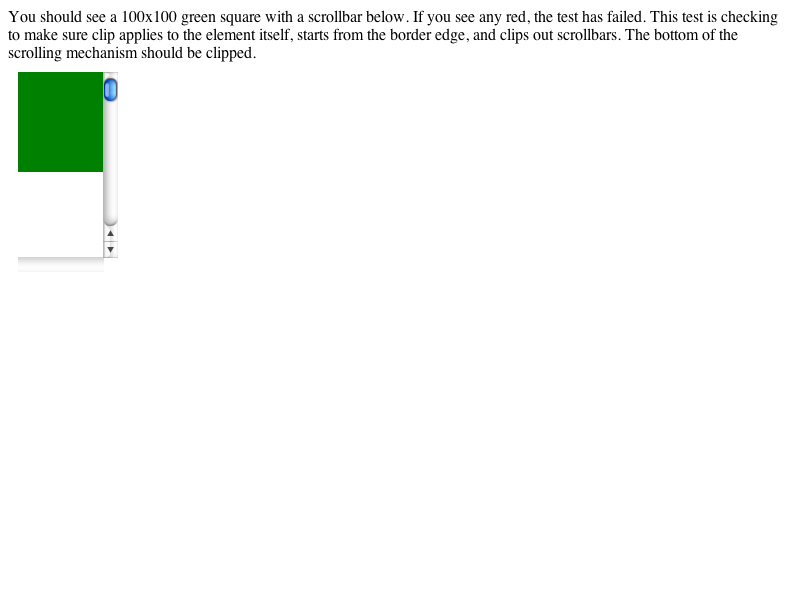 You should see a 100x100 green square with a scrollbar below. If you see any red, the test has failed. This test is checking
to make sure clip applies to the element itself, starts from the border edge, and clips out scrollbars. The bottom of the
scrolling mechanism should be clipped.